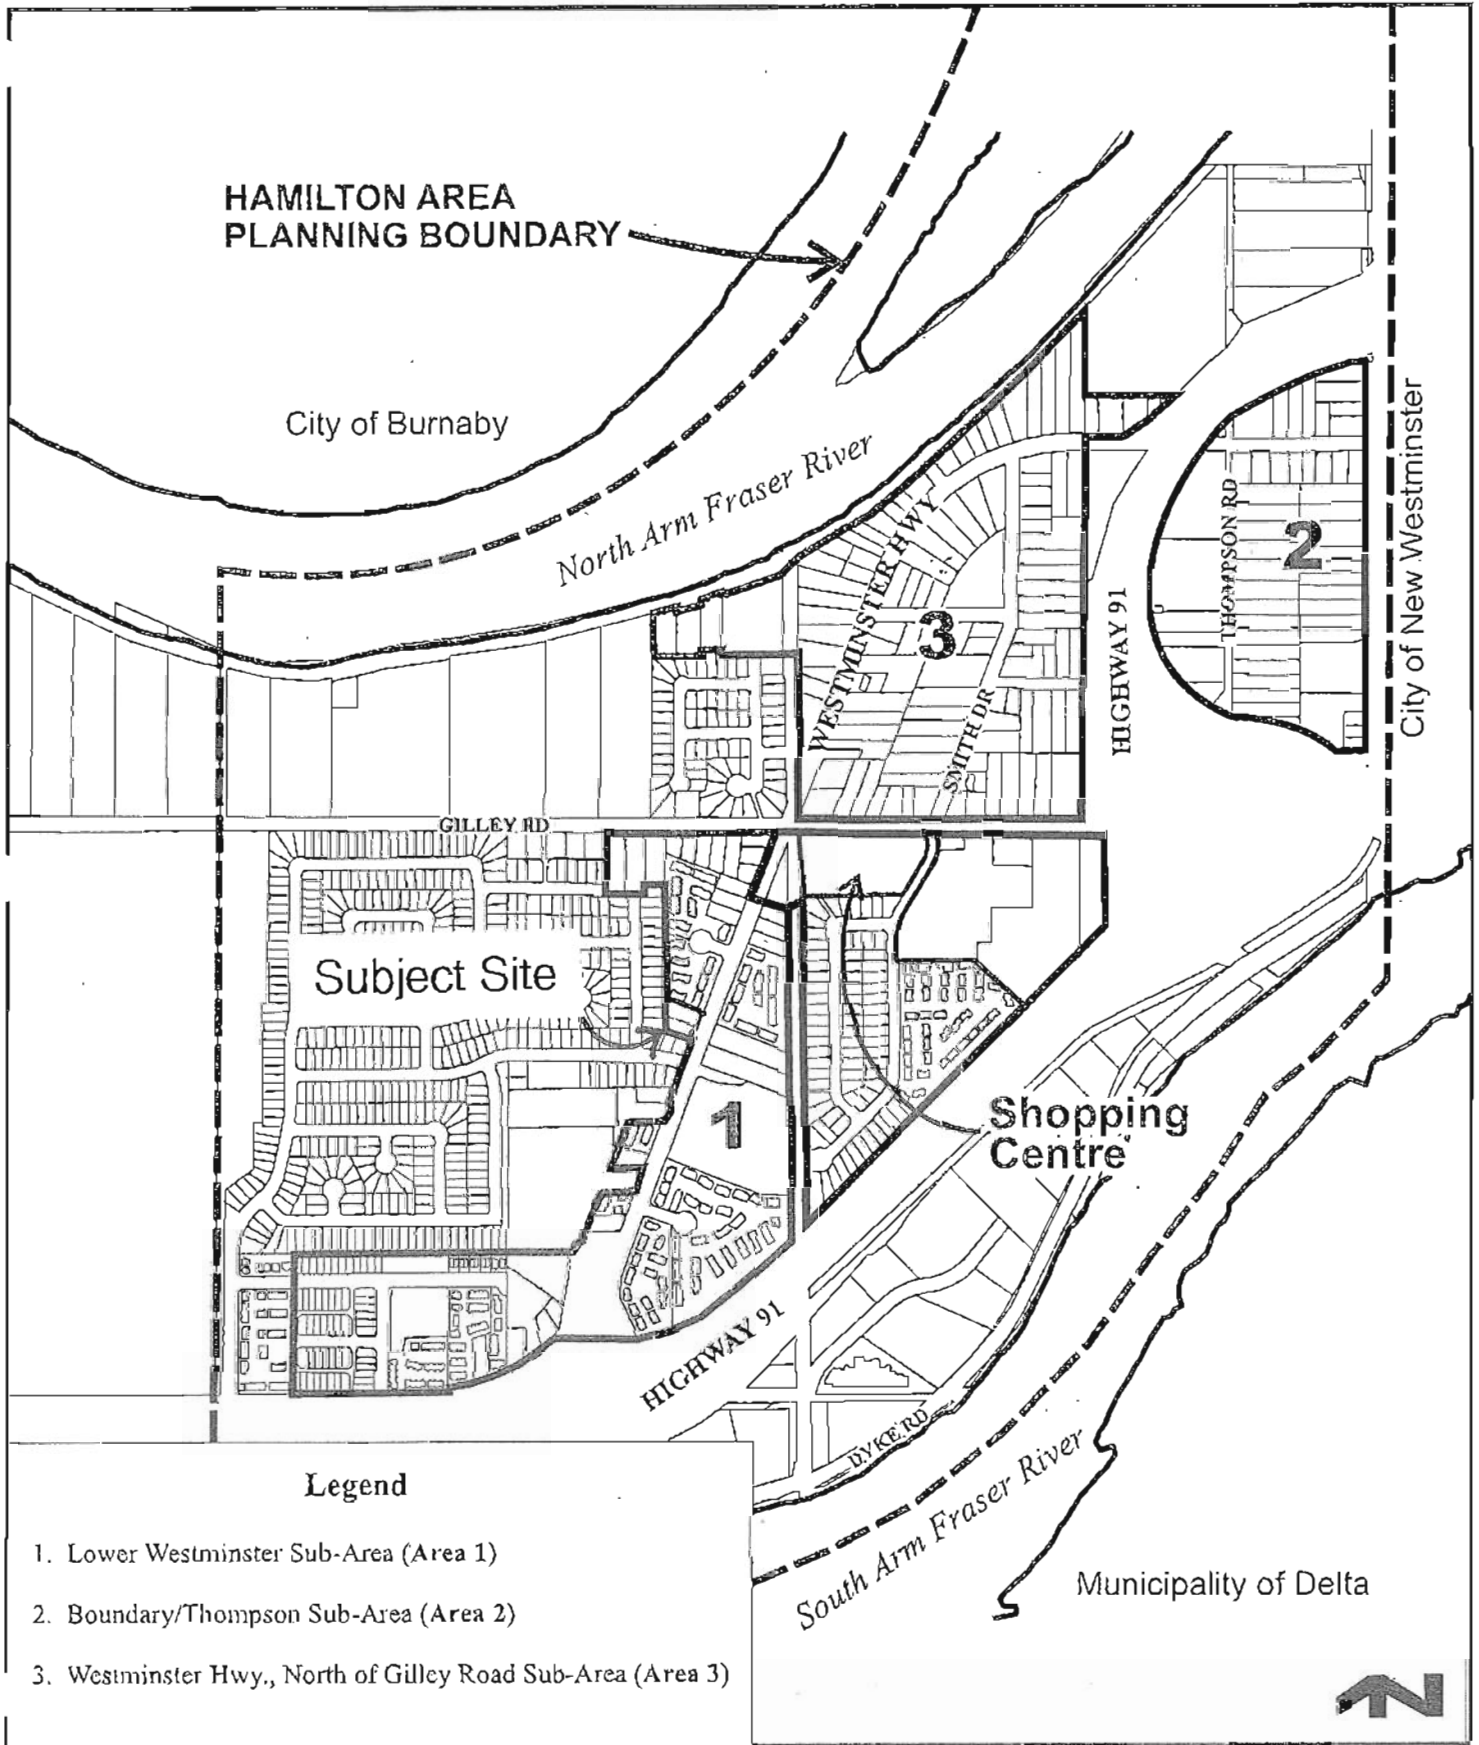 HAMILTON AREA
PLANNING BOUNDARY
City of Burnaby
North Arm Fraser River
WESTMINSTER HWY
3
SMITH DR
HIGHWAY 91
THOMPSON RD
2
City of New Westminster
GILLEY RD
Subject Site
1
Shopping
Centre
HIGHWAY 91
DYKE RD
South Arm Fraser River
Municipality of Delta
Legend
1. Lower Westminster Sub-Area (Area 1)
2. Boundary/Thompson Sub-Area (Area 2)
3. Westminster Hwy., North of Gilley Road Sub-Area (Area 3)
N